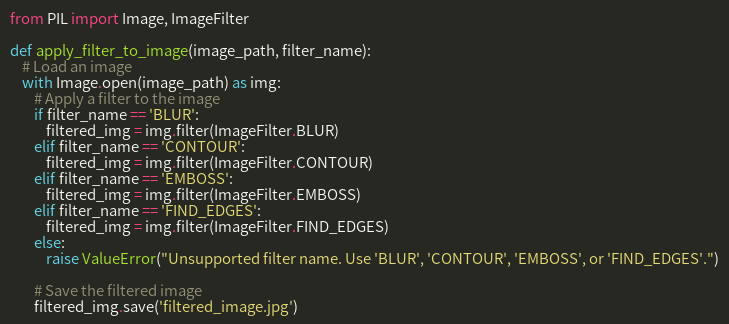 from PIL import Image, ImageFilter

def apply_filter_to_image(image_path, filter_name):
    # Load an image
    with Image.open(image_path) as img:
        # Apply a filter to the image
        if filter_name == 'BLUR':
            filtered_img = img.filter(ImageFilter.BLUR)
        elif filter_name == 'CONTOUR':
            filtered_img = img.filter(ImageFilter.CONTOUR)
        elif filter_name == 'EMBOSS':
            filtered_img = img.filter(ImageFilter.EMBOSS)
        elif filter_name == 'FIND_EDGES':
            filtered_img = img.filter(ImageFilter.FIND_EDGES)
        else:
            raise ValueError("Unsupported filter name. Use 'BLUR', 'CONTOUR', 'EMBOSS', or 'FIND_EDGES'.")

        # Save the filtered image
        filtered_img.save('filtered_image.jpg')